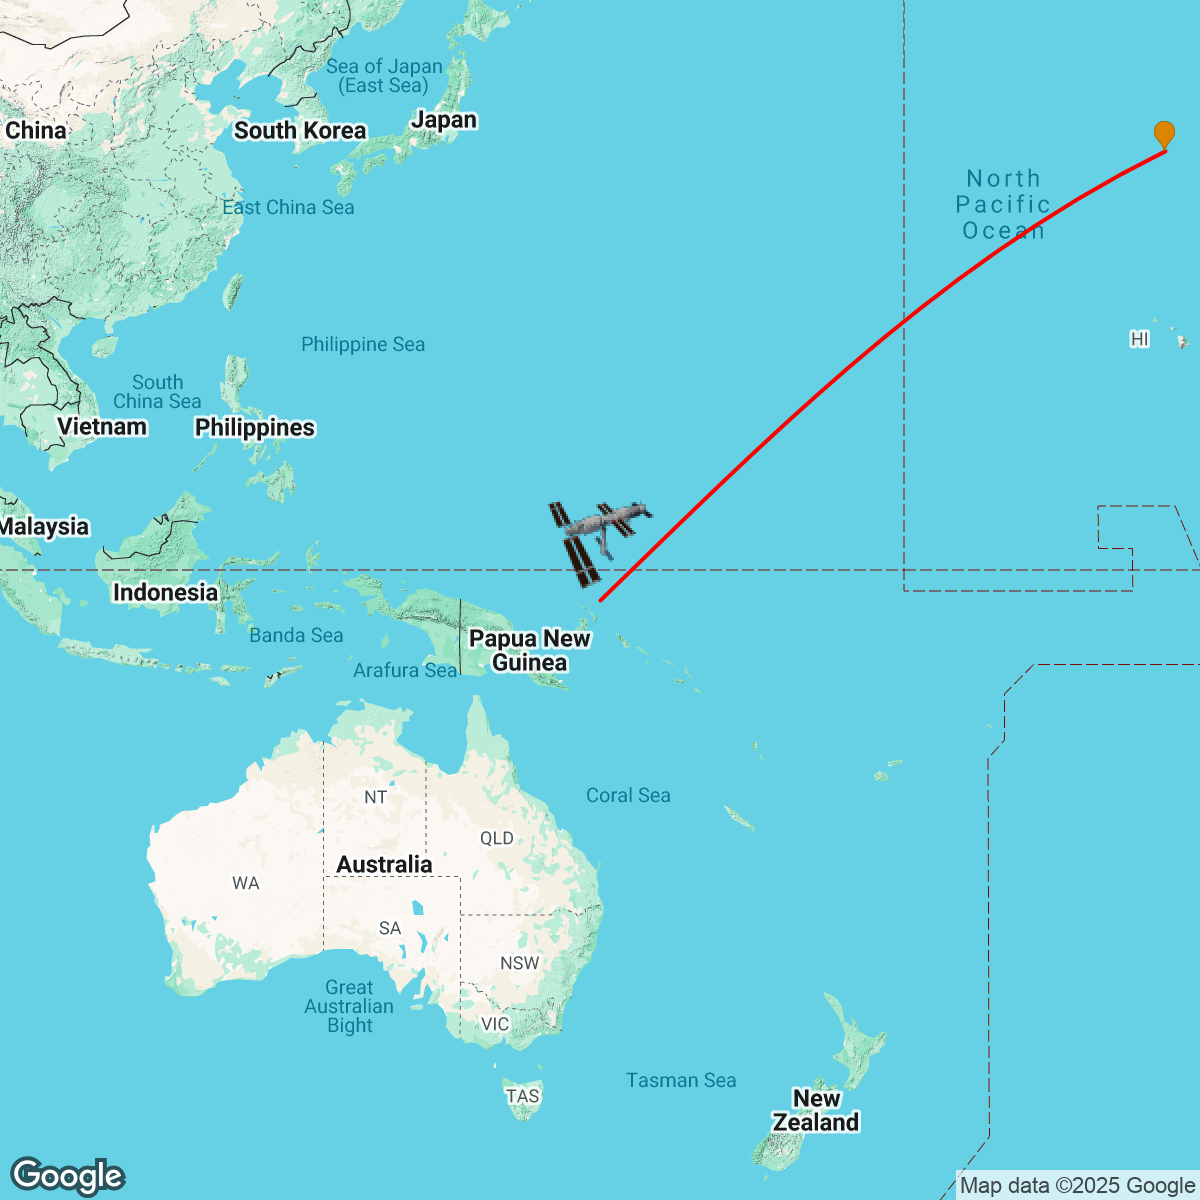 Sea of Japan
(East Sea)
China
South Korea
Japan
North
Pacific
Ocean
East China Sea
HI
Philippine Sea
South
China Sea
Vietnam
Philippines
Malaysia
Indonesia
Banda Sea
Papua New
Guinea
Arafura Sea
NT
Coral Sea
QLD
Australia
WA
SA
NSW
Great
Australian
Bight
VIC
Tasman Sea
TAS
New
Zealand
Google
Map data ©2025 Google